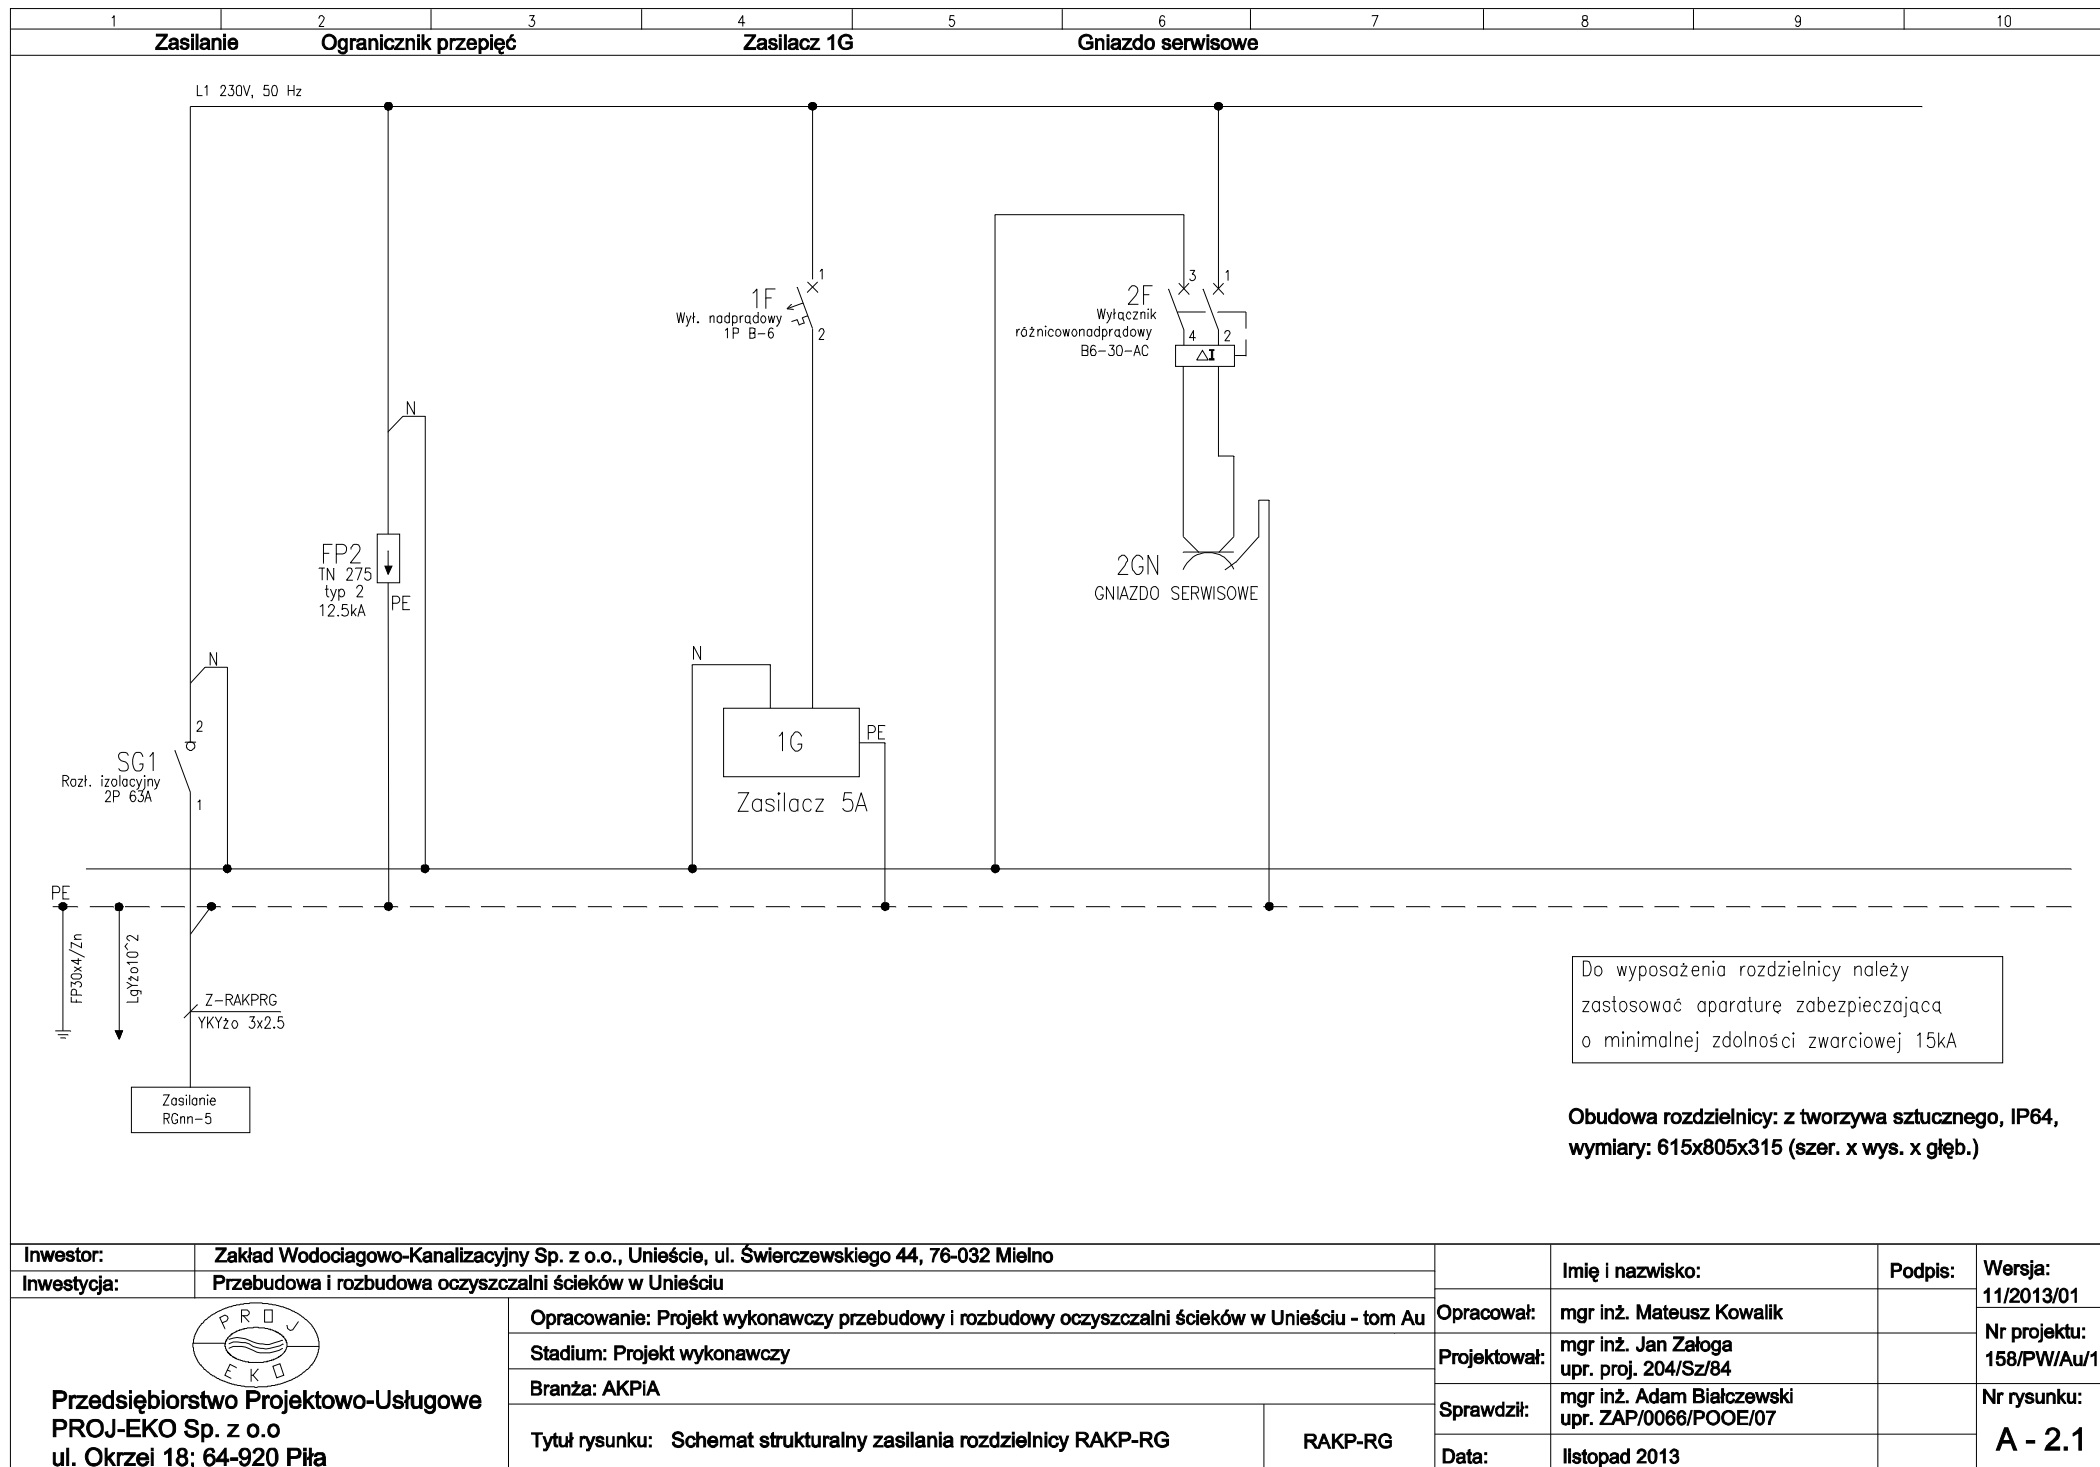 1 2 3 4 5 6 7 8 9 10
Zasilanie Ogranicznik przepięć Zasilacz 1G Gniazdo serwisowe
L1 230V, 50 Hz
1F
Wył. nadprądowy
1P B-6
1
2
2F
Wyłącznik
różnicowonadprądowy
B6-30-AC
3 1
4 2
△I
N
FP2
TN 275
typ 2
12.5kA
PE
2GN
GNIAZDO SERWISOWE
N
2
SG1
Rozł. izolacyjny
2P 63A
1
N
1G
PE
Zasilacz 5A
PE
FP30x4/Zn
LgYżo10^2
Z-RAKPRG
YKYżo 3x2.5
Zasilanie
RGnn-5
Do wyposażenia rozdzielnicy należy
zastosować aparaturę zabezpieczającą
o minimalnej zdolności zwarciowej 15kA
Obudowa rozdzielnicy: z tworzywa sztucznego, IP64,
wymiary: 615x805x315 (szer. x wys. x głęb.)
Inwestor: Zakład Wodociagowo-Kanalizacyjny Sp. z o.o., Unieście, ul. Świerczewskiego 44, 76-032 Mielno
Inwestycja: Przebudowa i rozbudowa oczyszczalni ścieków w Unieściu
PROJ
EKO
Przedsiębiorstwo Projektowo-Usługowe
PROJ-EKO Sp. z o.o
ul. Okrzei 18; 64-920 Piła
Opracowanie: Projekt wykonawczy przebudowy i rozbudowy oczyszczalni ścieków w Unieściu - tom Au
Stadium: Projekt wykonawczy
Branża: AKPiA
Tytuł rysunku: Schemat strukturalny zasilania rozdzielnicy RAKP-RG
RAKP-RG
Imię i nazwisko: Podpis:
Opracował: mgr inż. Mateusz Kowalik
Projektował: mgr inż. Jan Załoga
upr. proj. 204/Sz/84
Sprawdził: mgr inż. Adam Białczewski
upr. ZAP/0066/POOE/07
Data: listopad 2013
Wersja:
11/2013/01
Nr projektu:
158/PW/Au/1
Nr rysunku:
A - 2.1